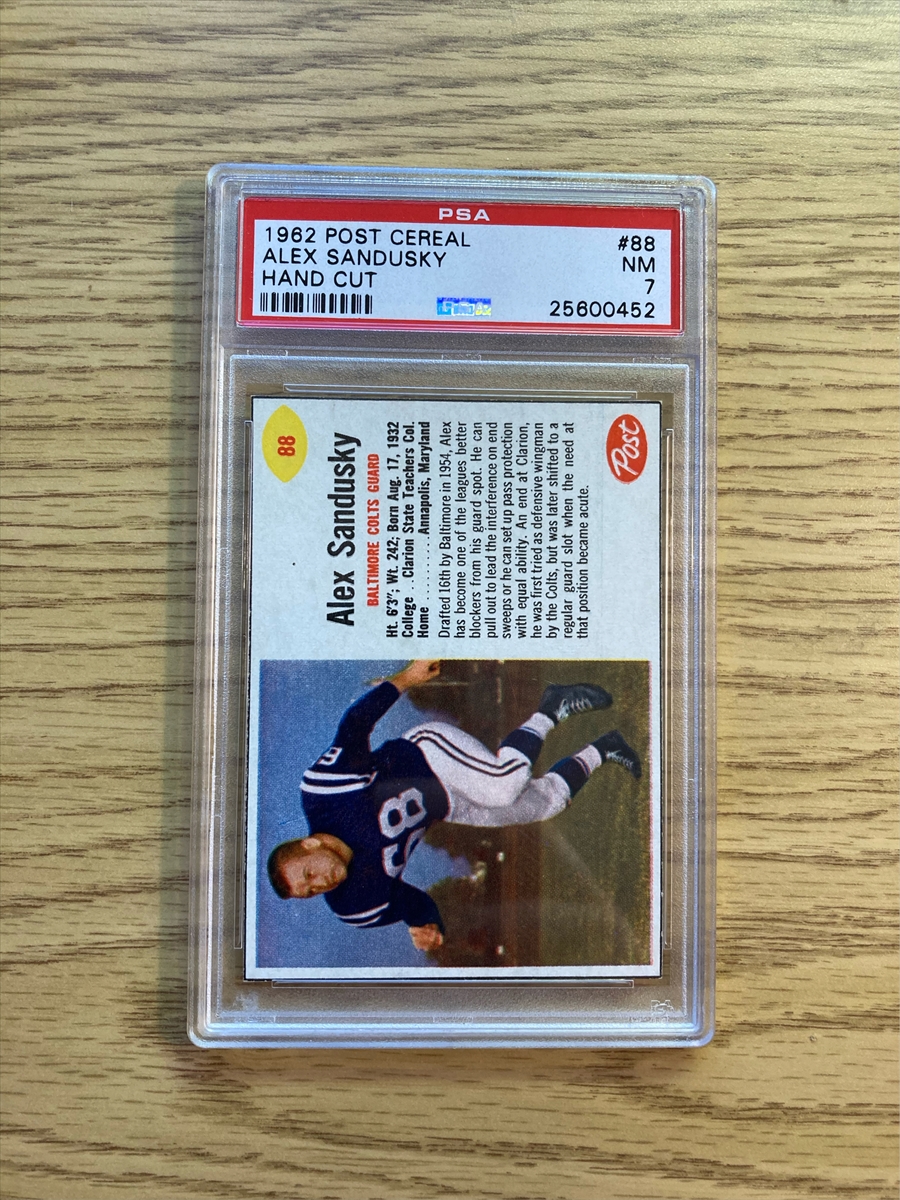 PSA
1962 POST CEREAL #88
ALEX SANDUSKY NM
HAND CUT 7
25600452
88
Alex Sandusky
BALTIMORE COLTS GUARD
Ht. 6'3"; Wt. 242; Born Aug. 17, 1932
College . . Clarion State Teachers Col.
Home . . . . . . . . . . Annapolis, Maryland
Drafted 16th by Baltimore in 1954, Alex
has become one of the leagues better
blockers from his guard spot. He can
pull out to lead the interference on end
sweeps or he can set up pass protection
with equal ability. An end at Clarion,
he was first tried as defensive wingman
by the Colts, but was later shifted to a
regular guard slot when the need at
that position became acute.
Post
68